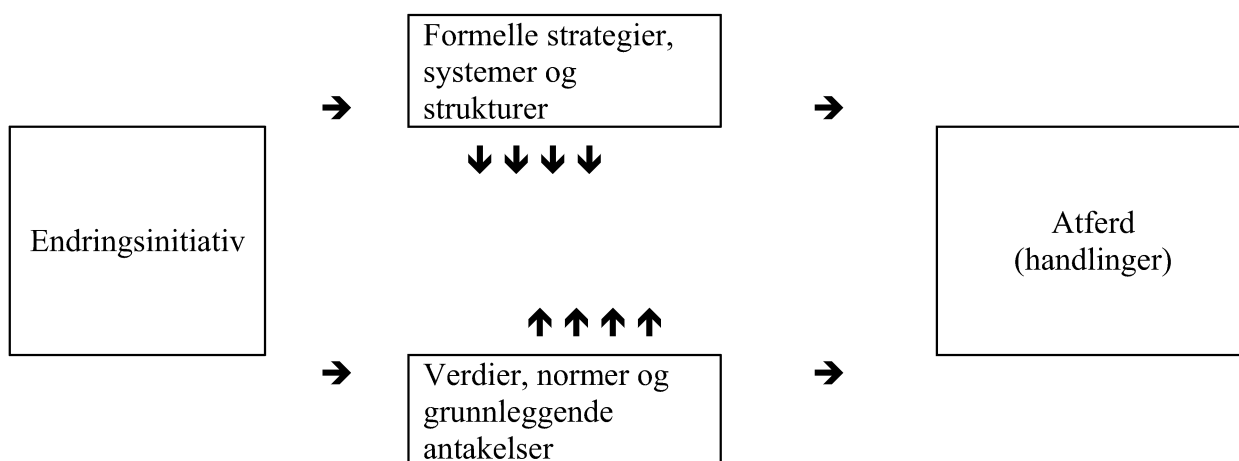 Formelle strategier,
systemer og
strukturer
Endringsinitiativ
Atferd
(handlinger)
Verdier, normer og
grunnleggende
antakelser